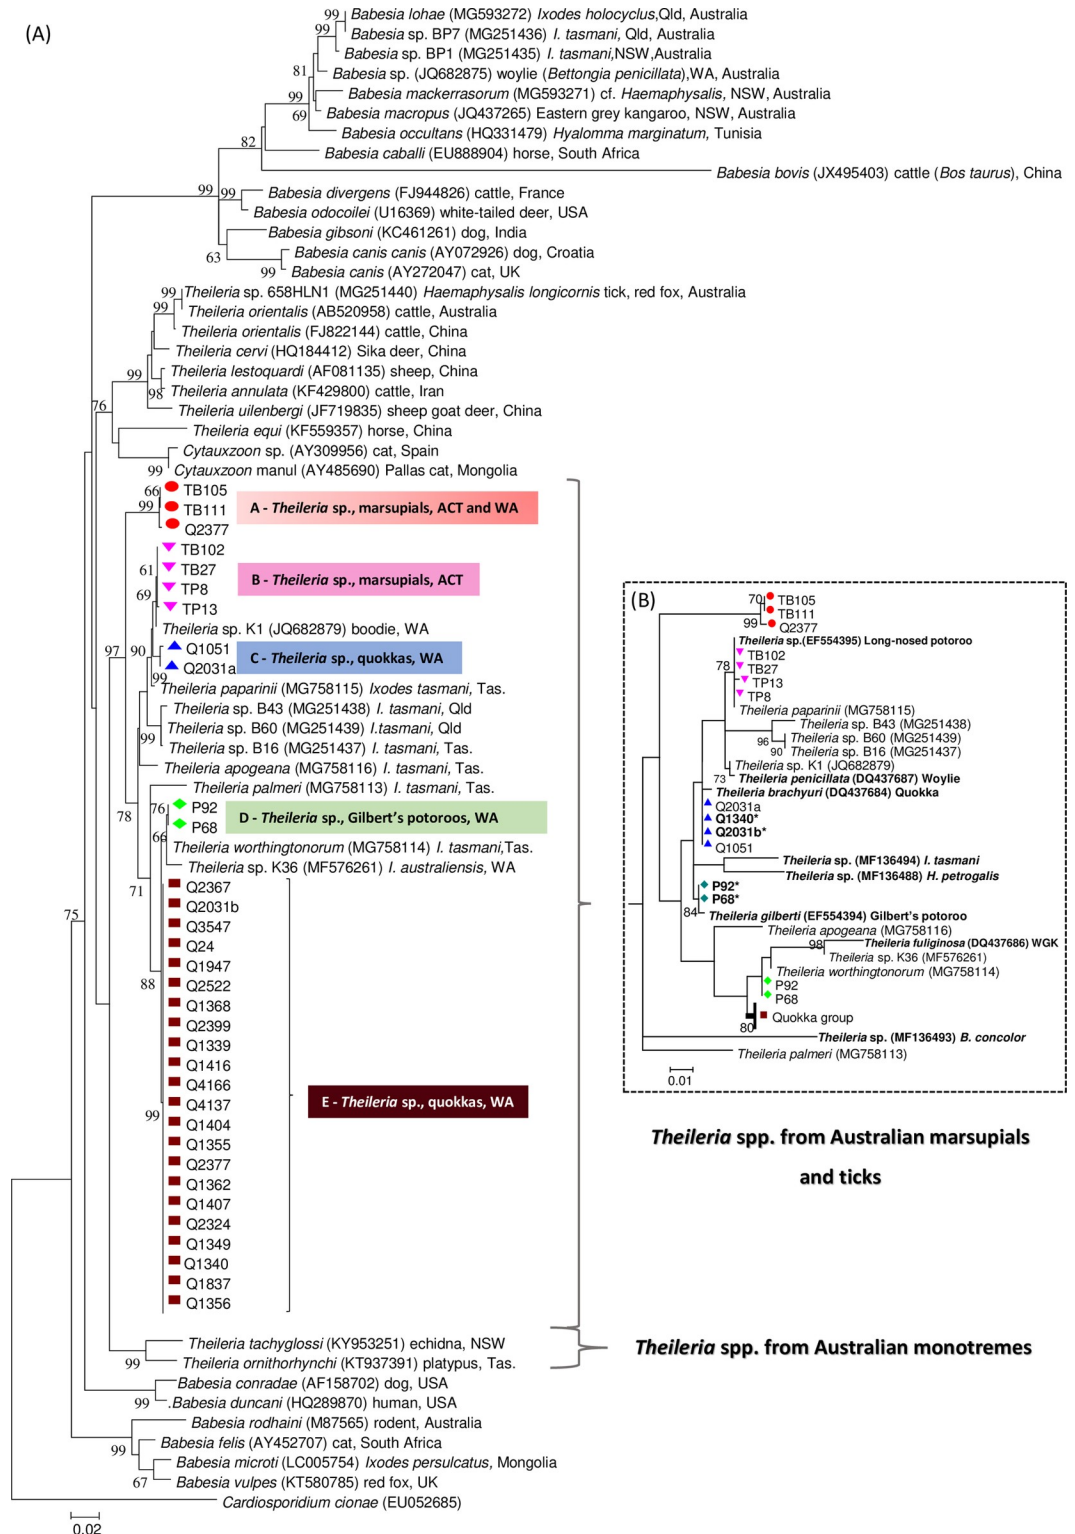 (A)
99
Babesia lohae (MG593272) Ixodes holocyclus,Qld, Australia
99
Babesia sp. BP7 (MG251436) I. tasmani, Qld, Australia
Babesia sp. BP1 (MG251435) I. tasmani,NSW,Australia
81
Babesia sp. (JQ682875) woylie (Bettongia penicillata),WA, Australia
99
Babesia mackerrasorum (MG593271) cf. Haemaphysalis, NSW, Australia
69
Babesia macropus (JQ437265) Eastern grey kangaroo, NSW, Australia
Babesia occultans (HQ331479) Hyalomma marginatum, Tunisia
82
Babesia caballi (EU888904) horse, South Africa
Babesia bovis (JX495403) cattle (Bos taurus), China
99
99
Babesia divergens (FJ944826) cattle, France
Babesia odocoilei (U16369) white-tailed deer, USA
Babesia gibsoni (KC461261) dog, India
63
Babesia canis canis (AY072926) dog, Croatia
99
Babesia canis (AY272047) cat, UK
99
Theileria sp. 658HLN1 (MG251440) Haemaphysalis longicornis tick, red fox, Australia
99
Theileria orientalis (AB520958) cattle, Australia
Theileria orientalis (FJ822144) cattle, China
Theileria cervi (HQ184412) Sika deer, China
99
Theileria lestoquardi (AF081135) sheep, China
98
Theileria annulata (KF429800) cattle, Iran
76
Theileria uilenbergi (JF719835) sheep goat deer, China
Theileria equi (KF559357) horse, China
Cytauxzoon sp. (AY309956) cat, Spain
99
Cytauxzoon manul (AY485690) Pallas cat, Mongolia
66
TB105
99
TB111
Q2377
A - Theileria sp., marsupials, ACT and WA
TB102
61
TB27
69
TP8
TP13
B - Theileria sp., marsupials, ACT
Theileria sp. K1 (JQ682879) boodie, WA
97
90
Q1051
99
Q2031a
C - Theileria sp., quokkas, WA
Theileria paparinii (MG758115) Ixodes tasmani, Tas.
Theileria sp. B43 (MG251438) I. tasmani, Qld
Theileria sp. B60 (MG251439) I.tasmani, Qld
99
Theileria sp. B16 (MG251437) I.tasmani, Tas.
Theileria apogeana (MG758116) I. tasmani, Tas.
Theileria palmeri (MG758113) I. tasmani, Tas.
78
76
P92
P68
D - Theileria sp., Gilbert's potoroos, WA
66
Theileria worthingtonorum (MG758114) I. tasmani,Tas.
Theileria sp. K36 (MF576261) I. australiensis, WA
71
Q2367
Q2031b
75
Q3547
Q24
Q1947
88
Q2522
Q1368
Q2399
Q1339
Q1416
Q4166
Q4137
99
Q1404
Q1355
Q2377
Q1362
Q1407
Q2324
Q1349
Q1340
Q1837
Q1356
E - Theileria sp., quokkas, WA
Theileria tachyglossi (KY953251) echidna, NSW
99
Theileria ornithorhynchi (KT937391) platypus, Tas.
Babesia conradae (AF158702) dog, USA
99
.Babesia duncani (HQ289870) human, USA
Babesia rodhaini (M87565) rodent, Australia
99
Babesia felis (AY452707) cat, South Africa
Babesia microti (LC005754) Ixodes persulcatus, Mongolia
67
Babesia vulpes (KT580785) red fox, UK
Cardiosporidium cionae (EU052685)
0.02
(B)
70
TB105
TB111
99
Q2377
Theileria sp.(EF554395) Long-nosed potoroo
TB102
78
TB27
TP13
TP8
Theileria paparinii (MG758115)
Theileria sp. B43 (MG251438)
96
Theileria sp. B60 (MG251439)
90
Theileria sp. B16 (MG251437)
Theileria sp. K1 (JQ682879)
73
Theileria penicillata (DQ437687) Woylie
Theileria brachyuri (DQ437684) Quokka
Q2031a
Q1340*
Q2031b*
Q1051
Theileria sp. (MF136494) I. tasmani
Theileria sp. (MF136488) H. petrogalis
P92*
P68*
84
Theileria gilberti (EF554394) Gilbert's potoroo
Theileria apogeana (MG758116)
98
Theileria fuliginosa (DQ437686) WGK
Theileria sp. K36 (MF576261)
Theileria worthingtonorum (MG758114)
P92
P68
80
Quokka group
Theileria sp. (MF136493) B. concolor
Theileria palmeri (MG758113)
0.01
Theileria spp. from Australian marsupials
and ticks
Theileria spp. from Australian monotremes